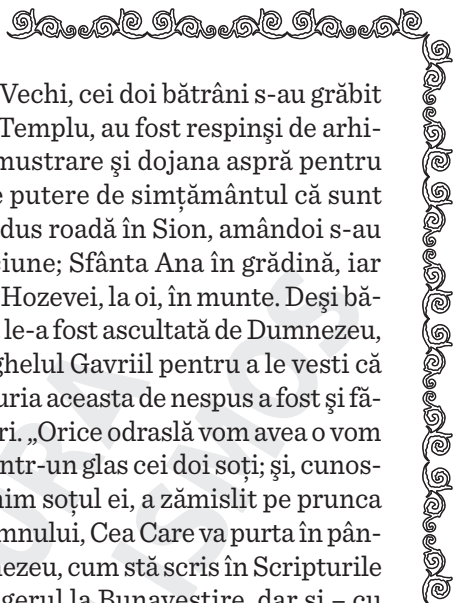 Vechi, cei doi bătrâni s-au grăbit
Templu, au fost respinşi de arhi-
mustrare şi dojana aspră pentru
putere de simţământul că sunt
dus roadă în Sion, amândoi s-au
ciune; Sfânta Ana în grădină, iar
Hozevei, la oi, în munte. Deşi bă-
le-a fost ascultată de Dumnezeu,
ghelul Gavriil pentru a le vesti că
uria aceasta de nespus a fost şi fă-
ri. „Orice odraslă vom avea o vom
ntr-un glas cei doi soţi; şi, cunos-
him soţul ei, a zămislit pe prunca
mnului, Cea Care va purta în pân-
nezeu, cum stă scris în Scripturile
gerul la Bunavestire, dar şi – cu